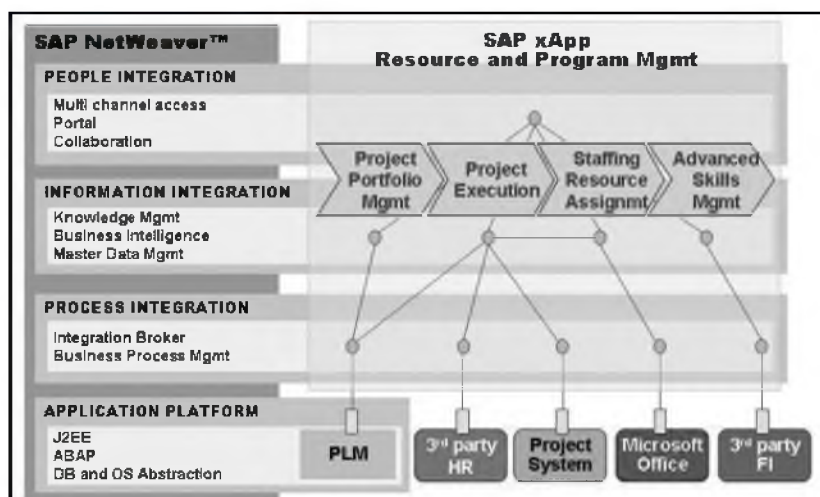 SAP NetWeaver™
SAP xApp
Resource and Program Mgmt
PEOPLE INTEGRATION
Multi channel access
Portal
Collaboration
Project
Portfolio
Mgmt
Project
Execution
Staffing
Resource
Assignmt
Advanced
Skills
Mgmt
INFORMATION INTEGRATION
Knowledge Mgmt
Business Intelligence
Master Data Mgmt
PROCESS INTEGRATION
Integration Broker
Business Process Mgmt
APPLICATION PLATFORM
J2EE
ABAP
DB and OS Abstraction
PLM
3rd party
HR
Project
System
Microsoft
Office
3rd party
FI